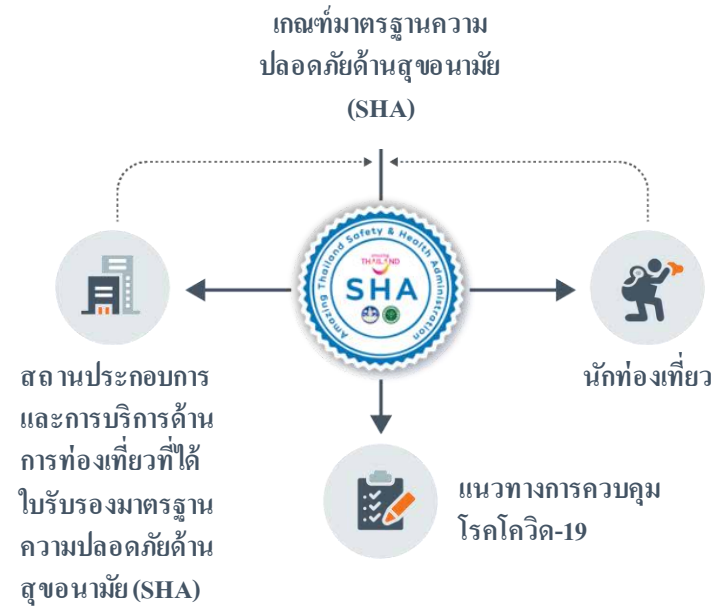 เกณฑ์มาตรฐานความ
ปลอดภัยด้านสุขอนามัย
(SHA)
Amazing Thailand Safety & Health Administration
amazing
THAILAND
SHA
สถานประกอบการ
และการบริการด้าน
การท่องเที่ยวที่ได้
ใบรับรองมาตรฐาน
ความปลอดภัยด้าน
สุขอนามัย (SHA)
นักท่องเที่ยว
แนวทางการควบคุม
โรคโควิด-19